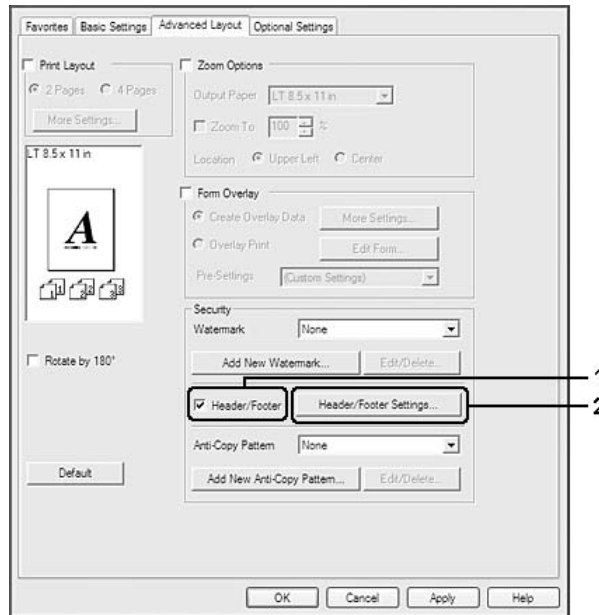 Favorites Basic Settings Advanced Layout Optional Settings
Print Layout
2 Pages 4 Pages
More Settings...
LT 8.5 x 11 in
A
1 2 3
Rotate by 180°
Default
Zoom Options
Output Paper LT 8.5 x 11 in
Zoom To 100 %
Location Upper Left Center
Form Overlay
Create Overlay Data More Settings...
Overlay Print Edit Form...
Pre-Settings (Custom Settings)
Security
Watermark None
Add New Watermark... Edit/Delete...
Header/Footer Header/Footer Settings... 1
2
Anti-Copy Pattern None
Add New Anti-Copy Pattern... Edit/Delete...
OK Cancel Apply Help